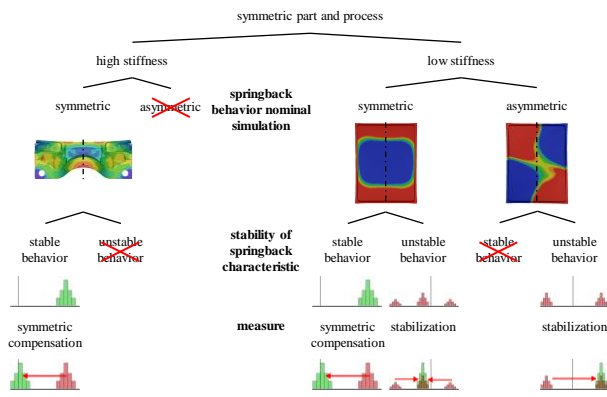 symmetric part and process
high stiffness
low stiffness
symmetric
asymmetric
springback
behavior nominal
simulation
symmetric
asymmetric
stable
behavior
unstable
behavior
stability of
springback
characteristic
stable
behavior
unstable
behavior
stable
behavior
unstable
behavior
symmetric
compensation
measure
symmetric
compensation
stabilization
stabilization